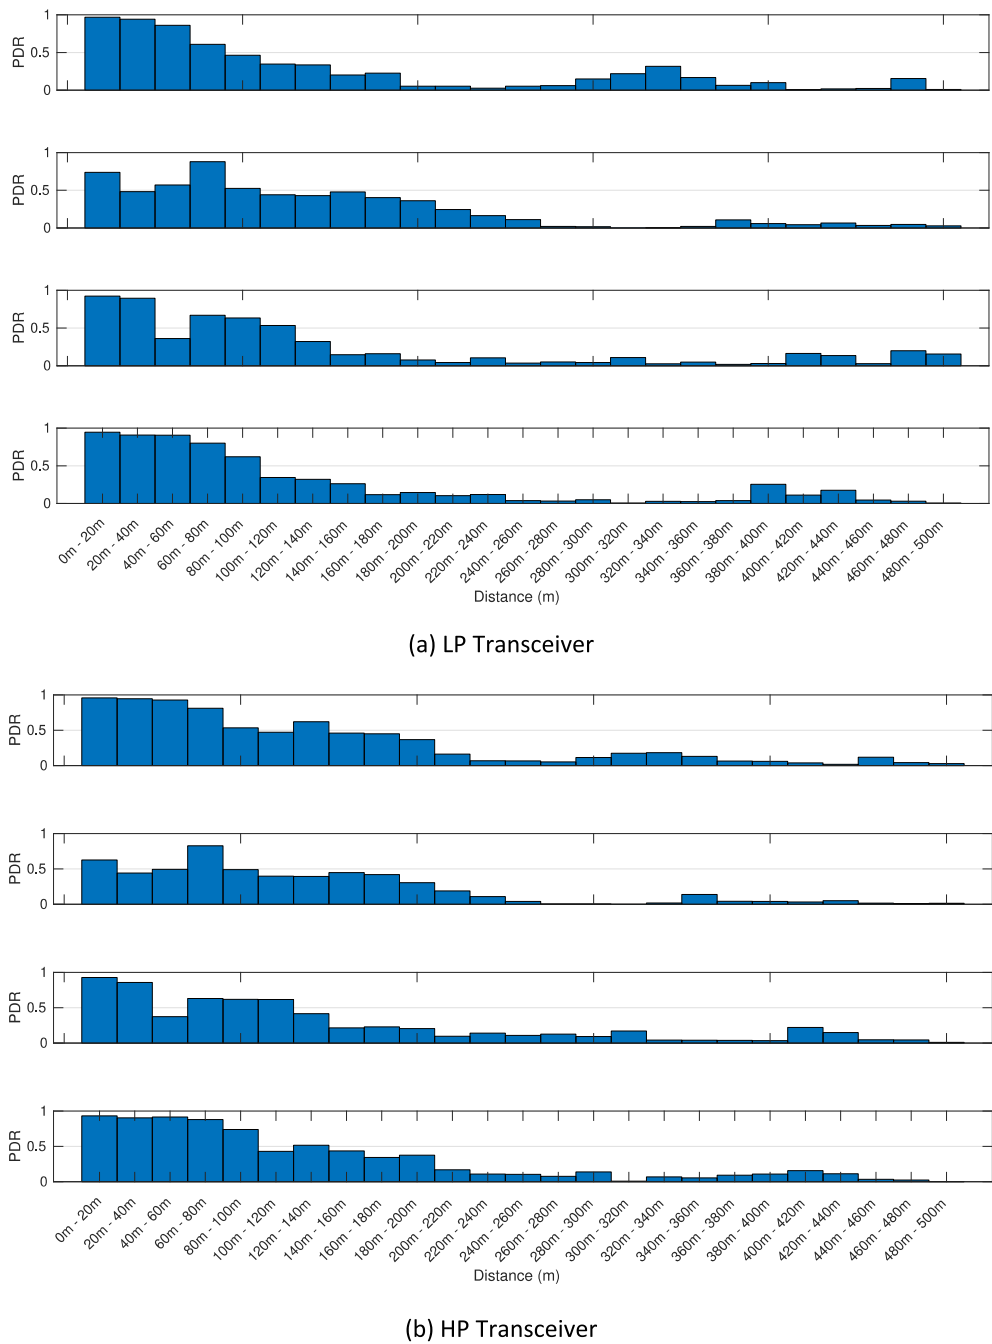 PDR
1
0.5
0
PDR
1
0.5
0
PDR
1
0.5
0
PDR
1
0.5
0
0m - 20m
20m - 40m
40m - 60m
60m - 80m
80m - 100m
100m - 120m
120m - 140m
140m - 160m
160m - 180m
180m - 200m
200m - 220m
220m - 240m
240m - 260m
260m - 280m
280m - 300m
300m - 320m
320m - 340m
340m - 360m
360m - 380m
380m - 400m
400m - 420m
420m - 440m
440m - 460m
460m - 480m
480m - 500m
Distance (m)
(a) LP Transceiver
PDR
1
0.5
0
PDR
1
0.5
0
PDR
1
0.5
0
PDR
1
0.5
0
0m - 20m
20m - 40m
40m - 60m
60m - 80m
80m - 100m
100m - 120m
120m - 140m
140m - 160m
160m - 180m
180m - 200m
200m - 220m
220m - 240m
240m - 260m
260m - 280m
280m - 300m
300m - 320m
320m - 340m
340m - 360m
360m - 380m
380m - 400m
400m - 420m
420m - 440m
440m - 460m
460m - 480m
480m - 500m
Distance (m)
(b) HP Transceiver